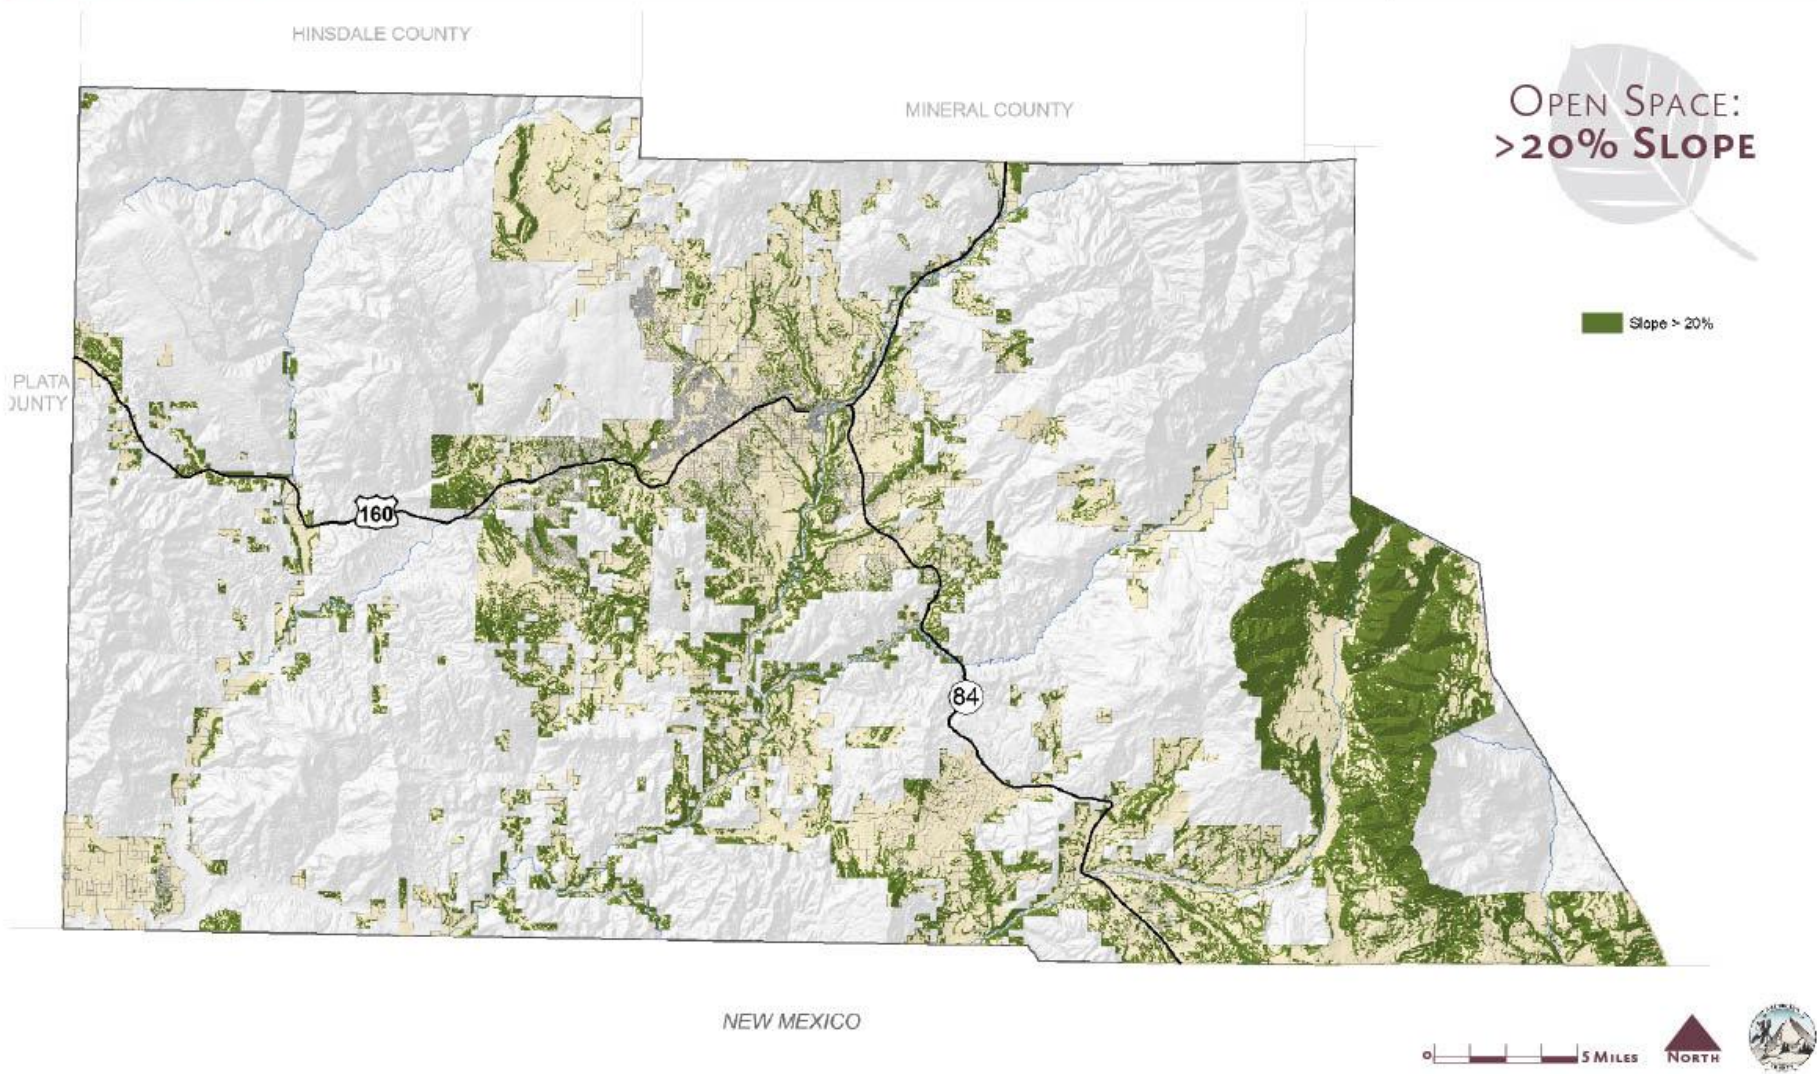 HINSDALE COUNTY
MINERAL COUNTY
OPEN SPACE:
>20% SLOPE
Slope > 20%
PLATA
OUNTY
160
84
NEW MEXICO
0
5 MILES
NORTH